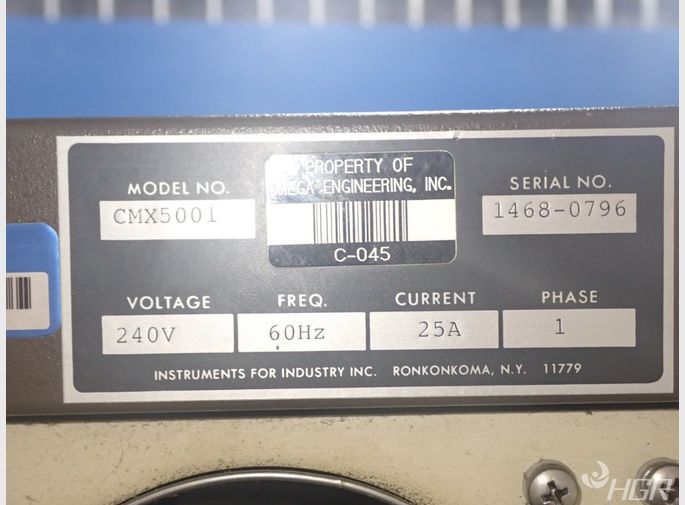 PROPERTY OF
ENGINEERING, INC.
C-045
MODEL NO.
CMX5001
SERIAL NO.
1468-0796
VOLTAGE FREQ. CURRENT PHASE
240V 60Hz 25A 1
INSTRUMENTS FOR INDUSTRY INC. RONKONKOMA, N.Y. 11779
HGR